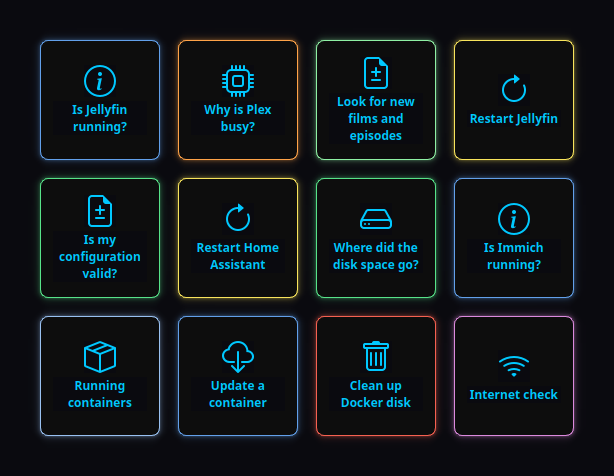 Is Jellyfin
running?
Why is Plex
busy?
Look for new
films and
episodes
Restart Jellyfin
Is my
configuration
valid?
Restart Home
Assistant
Where did the
disk space go?
Is Immich
running?
Running
containers
Update a
container
Clean up
Docker disk
Internet check